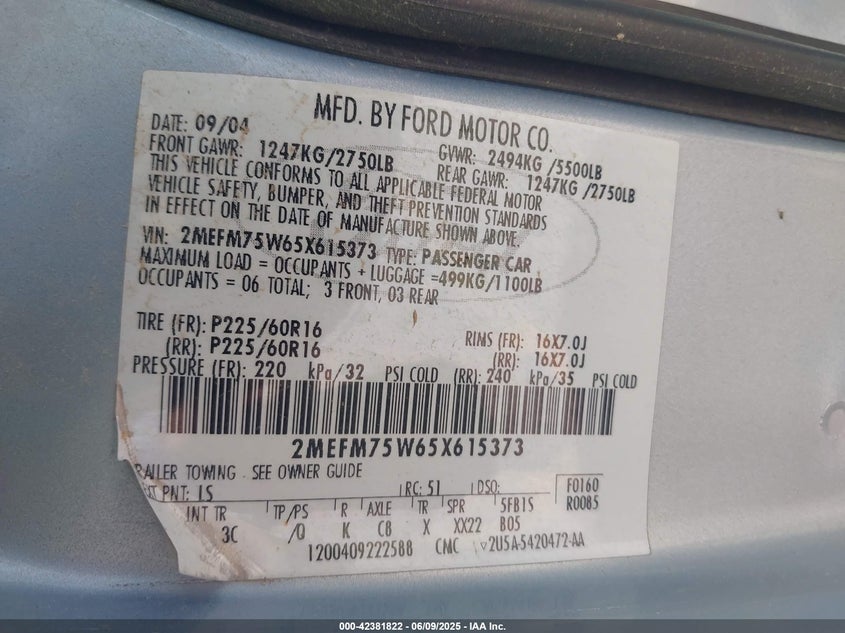 MFD. BY FORD MOTOR CO.
DATE: 09/04
FRONT GAWR: 1247KG/2750LB
GVWR: 2494KG/5500LB
REAR GAWR: 1247KG/2750LB
THIS VEHICLE CONFORMS TO ALL APPLICABLE FEDERAL MOTOR
VEHICLE SAFETY, BUMPER, AND THEFT PREVENTION STANDARDS
IN EFFECT ON THE DATE OF MANUFACTURE SHOWN ABOVE.
VIN: 2MEFM75W65X615373 TYPE: PASSENGER CAR
MAXIMUM LOAD = OCCUPANTS + LUGGAGE =499KG/1100LB
OCCUPANTS = 06 TOTAL; 3 FRONT, 03 REAR
TIRE (FR): P225/60R16 RIMS (FR): 16X7.0J
(RR): P225/60R16 (RR): 16X7.0J
PRESSURE (FR): 220 kPa/32 PSI COLD (RR): 240 kPa/35 PSI COLD
2MEFM75W65X615373
RAILER TOWING - SEE OWNER GUIDE
PNT: LS RC: 51 DSO: F0160
R0085
INT TR TP/PS R AXLE TR SPR 5FB1S
3C /Q K C8 X XX22 B05
1200409222588 CMC V2U5A-5420472-AA
000-42381822 | 06/09/2025 | IAA Inc.